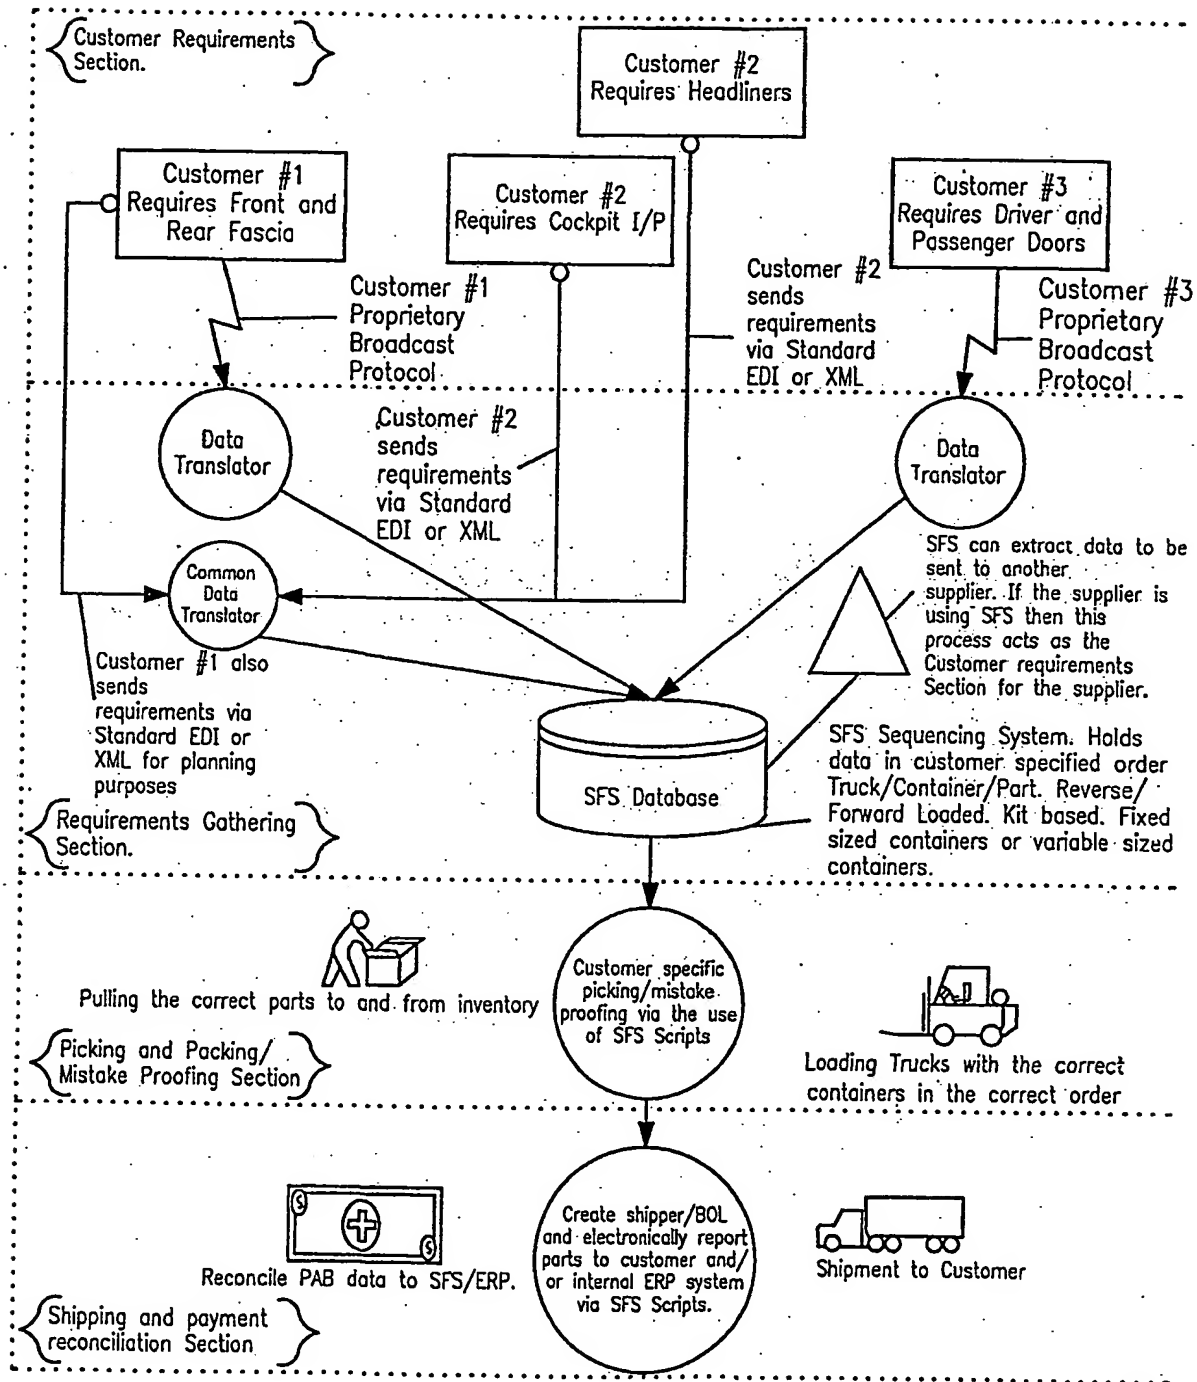 Customer Requirements
Section.
Customer #2
Requires Headliners
Customer #1
Requires Front and
Rear Fascia
Customer #2
Requires Cockpit I/P
Customer #3
Requires Driver and
Passenger Doors
Customer #1
Proprietary
Broadcast
Protocol
Customer #2
sends
requirements
via Standard
EDI or XML
Customer #3
Proprietary
Broadcast
Protocol
Data
Translator
Customer #2
sends
requirements
via Standard
EDI or XML
Data
Translator
Common
Data
Translator
SFS can extract data to be
sent to another
supplier. If the supplier is
using SFS then this
process acts as the
Customer requirements
Section for the supplier.
Customer #1 also
sends
requirements via
Standard EDI or
XML for planning
purposes
SFS Database
SFS Sequencing System. Holds
data in customer specified order
Truck/Container/Part. Reverse/
Forward Loaded. Kit based. Fixed
sized containers or variable sized
containers.
Requirements Gathering
Section.
Pulling the correct parts to and from inventory
Customer specific
picking/mistake
proofing via the use
of SFS Scripts
Picking and Packing/
Mistake Proofing Section
Loading Trucks with the correct
containers in the correct order
$
$
Reconcile PAB data to SFS/ERP.
Create shipper/BOL
and electronically report
parts to customer and/
or internal ERP system
via SFS Scripts.
Shipment to Customer
Shipping and payment
reconciliation Section